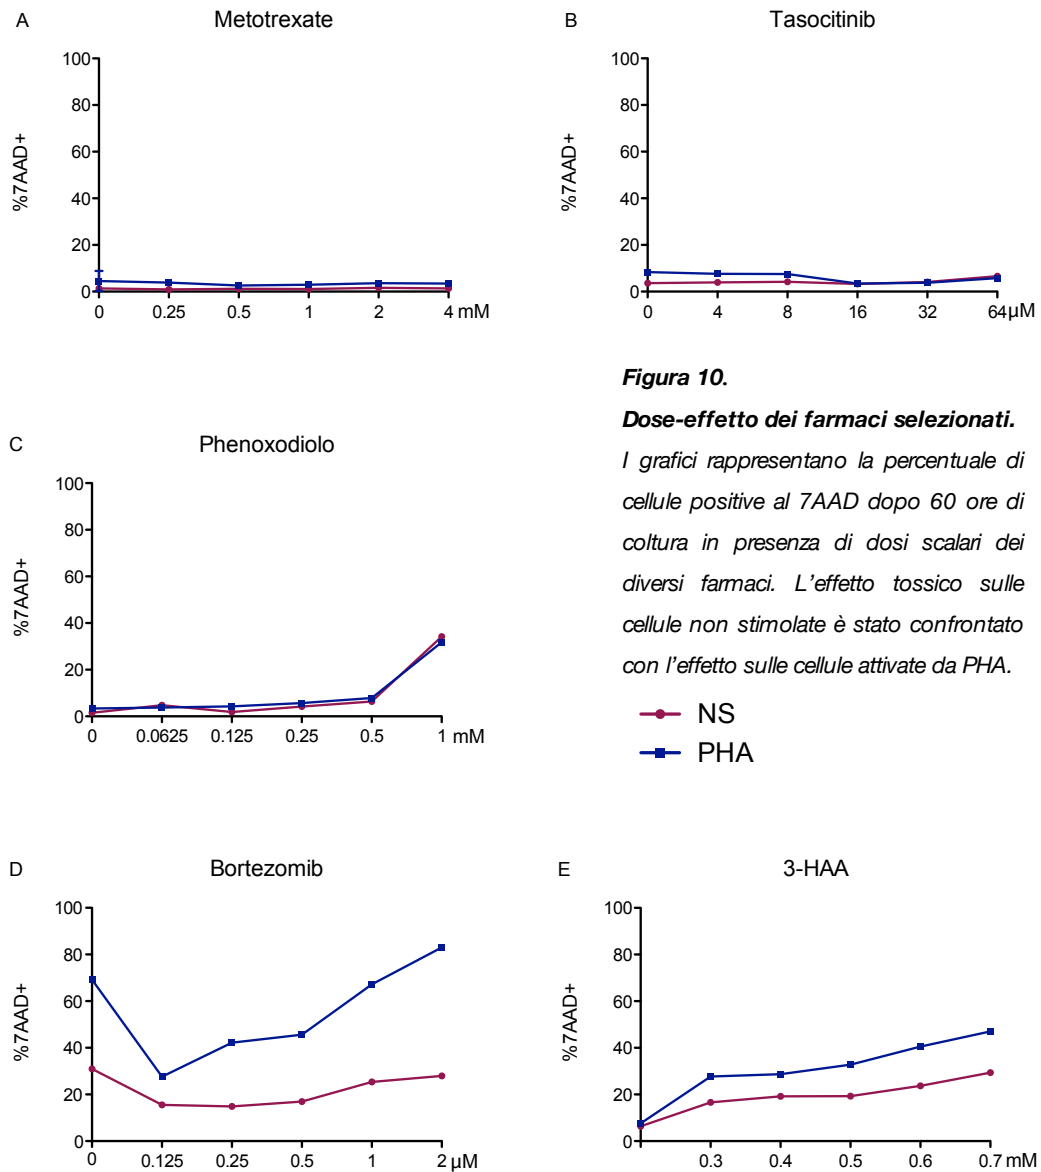 A
Metotrexate
100
80
60
40
20
0
%7AAD+
0 0.25 0.5 1 2 4 mM
B
Tasocitinib
100
80
60
40
20
0
%7AAD+
0 4 8 16 32 64 µM
Figura 10.
Dose-effetto dei farmaci selezionati.
I grafici rappresentano la percentuale di
cellule positive al 7AAD dopo 60 ore di
coltura in presenza di dosi scalari dei
diversi farmaci. L'effetto tossico sulle
cellule non stimolate è stato confrontato
con l'effetto sulle cellule attivate da PHA.
NS
PHA
C
Phenoxodiolo
100
80
60
40
20
0
%7AAD+
0 0.0625 0.125 0.25 0.5 1 mM
D
Bortezomib
100
80
60
40
20
0
%7AAD+
0 0.125 0.25 0.5 1 2 µM
E
3-HAA
100
80
60
40
20
0
%7AAD+
0.3 0.4 0.5 0.6 0.7 mM